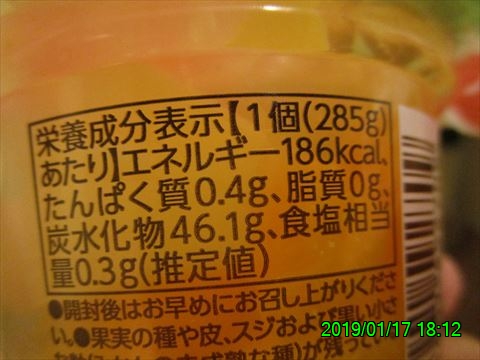 栄養成分表示【1個(285g)
あたり】エネルギー186kcal、
たんぱく質0.4g、脂質0g、
炭水化物46.1g、食塩相当
量0.3g(推定値)
●開封後はお早めにお召し上がりくださ
い。●果実の種や皮、スジおよび黒い小さ
2019/01/17 18:12